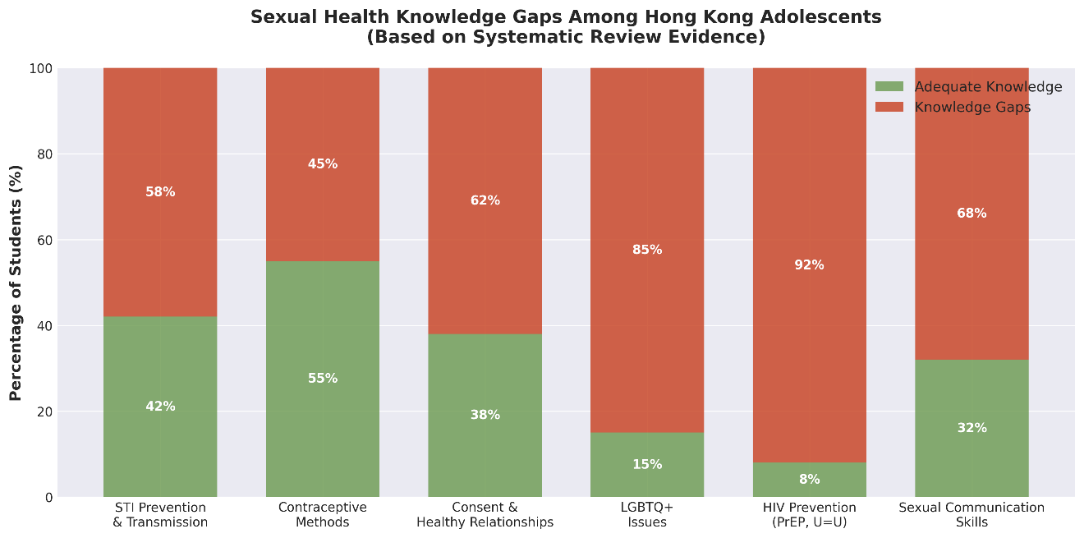 Sexual Health Knowledge Gaps Among Hong Kong Adolescents
(Based on Systematic Review Evidence)
Percentage of Students (%)
100
80
60
40
20
0
Adequate Knowledge
Knowledge Gaps
58%
42%
45%
55%
62%
38%
85%
15%
92%
8%
68%
32%
STI Prevention
& Transmission
Contraceptive
Methods
Consent &
Healthy Relationships
LGBTQ+
Issues
HIV Prevention
(PrEP, U=U)
Sexual Communication
Skills